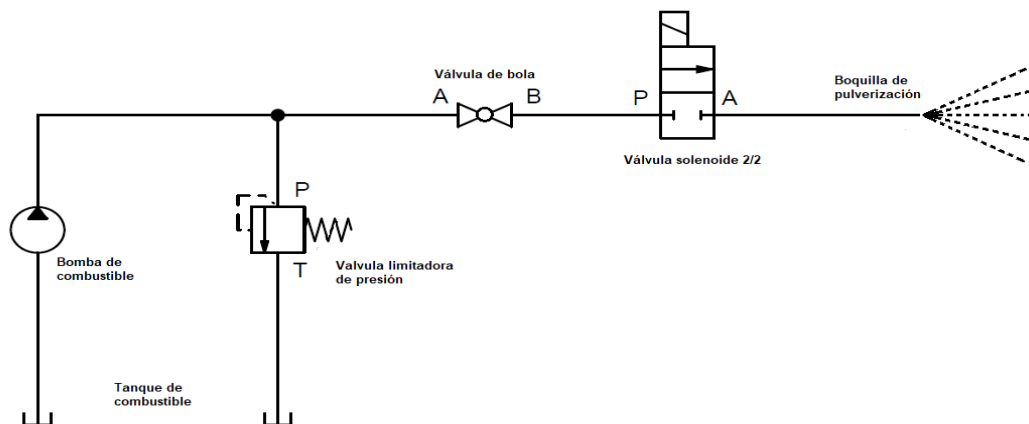 Válvula de bola
A
B
P
A
Boquilla de
pulverización
Válvula solenoide 2/2
P
T
Bomba de
combustible
Valvula limitadora
de presión
Tanque de
combustible